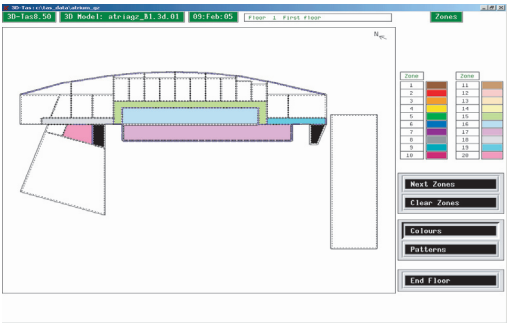 3D-Tas:c:\tas_data\atrium_gz
3D-Tas8.50 3D Model: atriagz_R1.3d.01 09:Feb:05 Floor 1 First Floor Zones
N
Zone Zone
1 11
2 12
3 13
4 14
5 15
6 16
7 17
8 18
9 19
10 20
Next Zones
Clear Zones
Colours
Patterns
End Floor